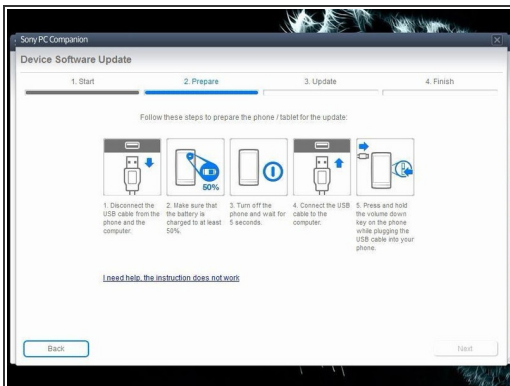 Sony PC Companion
Device Software Update
1. Start
2. Prepare
3. Update
4. Finish
Follow these steps to prepare the phone / tablet for the update:
50%
1. Disconnect the
USB cable from the
phone and the
computer.
2. Make sure that
the battery is
charged to at least
50%.
3. Turn off the
phone and wait for
5 seconds.
4. Connect the USB
cable to the
computer.
5. Press and hold
the volume down
key on the phone
while plugging the
USB cable into your
phone.
I need help, the instruction does not work
Back
Next